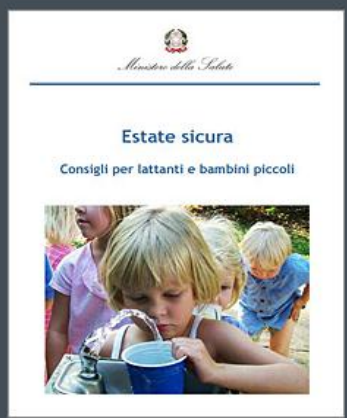 Ministero della Salute
Estate sicura
Consigli per lattanti e bambini piccoli